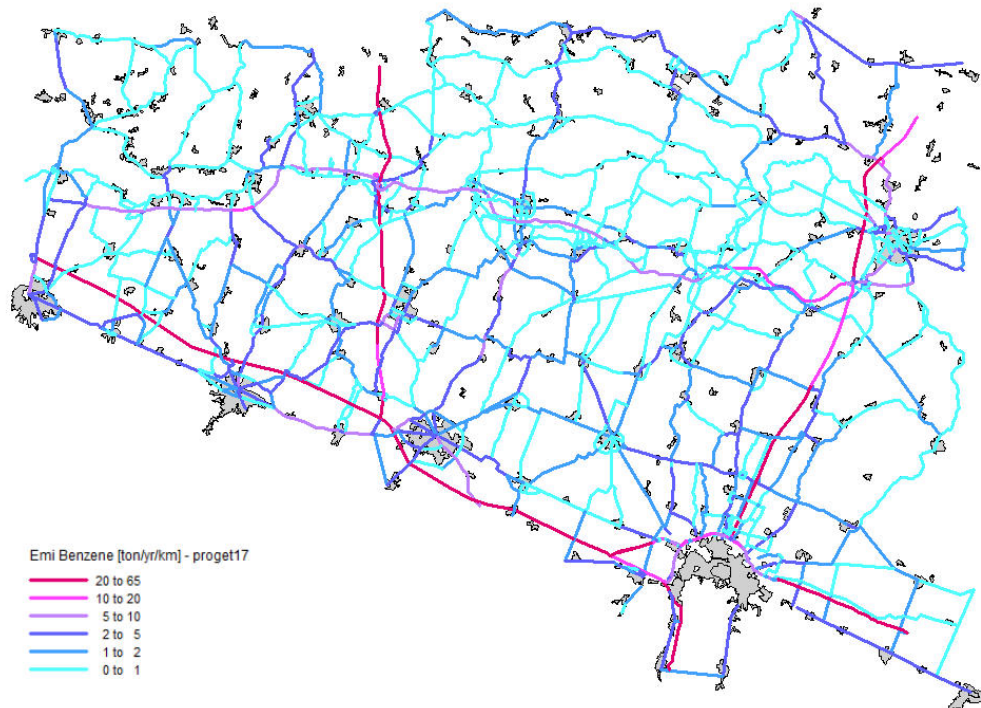 Emi Benzene [ton/yr/km] - proget17
20 to 65
10 to 20
5 to 10
2 to 5
1 to 2
0 to 1